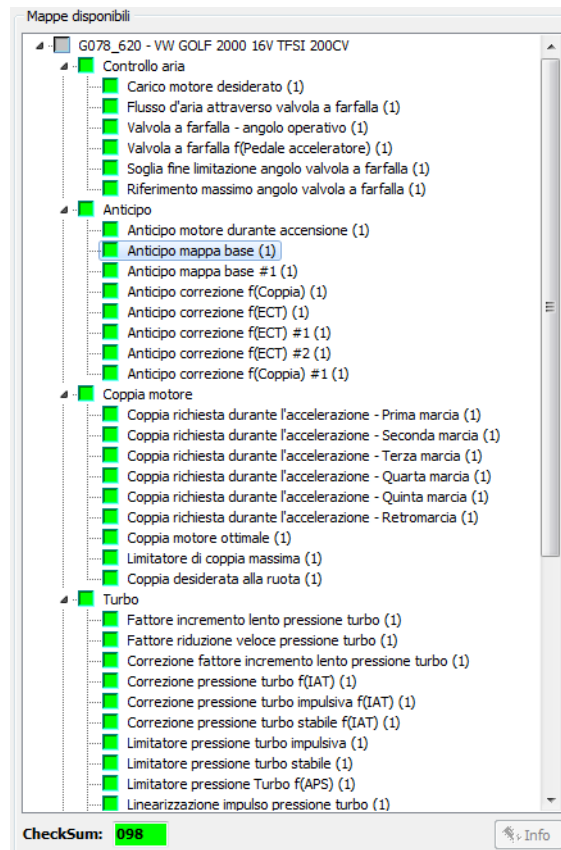 Mappe disponibili
G078_620 - VW GOLF 2000 16V TFSI 200CV
Controllo aria
Carico motore desiderato (1)
Flusso d'aria attraverso valvola a farfalla (1)
Valvola a farfalla - angolo operativo (1)
Valvola a farfalla f(Pedale acceleratore) (1)
Soglia fine limitazione angolo valvola a farfalla (1)
Riferimento massimo angolo valvola a farfalla (1)
Anticipo
Anticipo motore durante accensione (1)
Anticipo mappa base (1)
Anticipo mappa base #1 (1)
Anticipo correzione f(Coppia) (1)
Anticipo correzione f(ECT) (1)
Anticipo correzione f(ECT) #1 (1)
Anticipo correzione f(ECT) #2 (1)
Anticipo correzione f(Coppia) #1 (1)
Coppia motore
Coppia richiesta durante l'accelerazione - Prima marcia (1)
Coppia richiesta durante l'accelerazione - Seconda marcia (1)
Coppia richiesta durante l'accelerazione - Terza marcia (1)
Coppia richiesta durante l'accelerazione - Quarta marcia (1)
Coppia richiesta durante l'accelerazione - Quinta marcia (1)
Coppia richiesta durante l'accelerazione - Retromarcia (1)
Coppia motore ottimale (1)
Limitatore di coppia massima (1)
Coppia desiderata alla ruota (1)
Turbo
Fattore incremento lento pressione turbo (1)
Fattore riduzione veloce pressione turbo (1)
Correzione fattore incremento lento pressione turbo (1)
Correzione pressione turbo f(IAT) (1)
Correzione pressione turbo impulsiva f(IAT) (1)
Correzione pressione turbo stabile f(IAT) (1)
Limitatore pressione turbo impulsiva (1)
Limitatore pressione turbo stabile (1)
Limitatore pressione Turbo f(APS) (1)
Linearizzazione impulso pressione turbo (1)
CheckSum: 098
Info